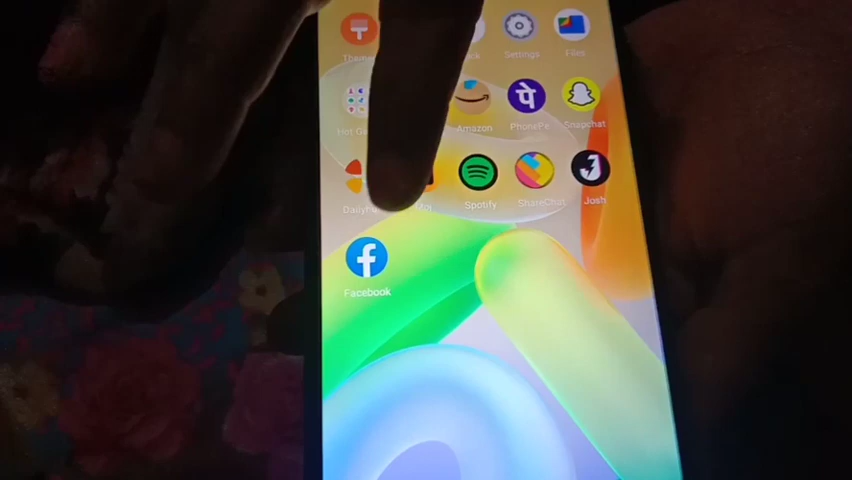 Settings
Files
Amazon
PhonePe
Snapchat
पे
Spotify
ShareChat
Josh
Facebook